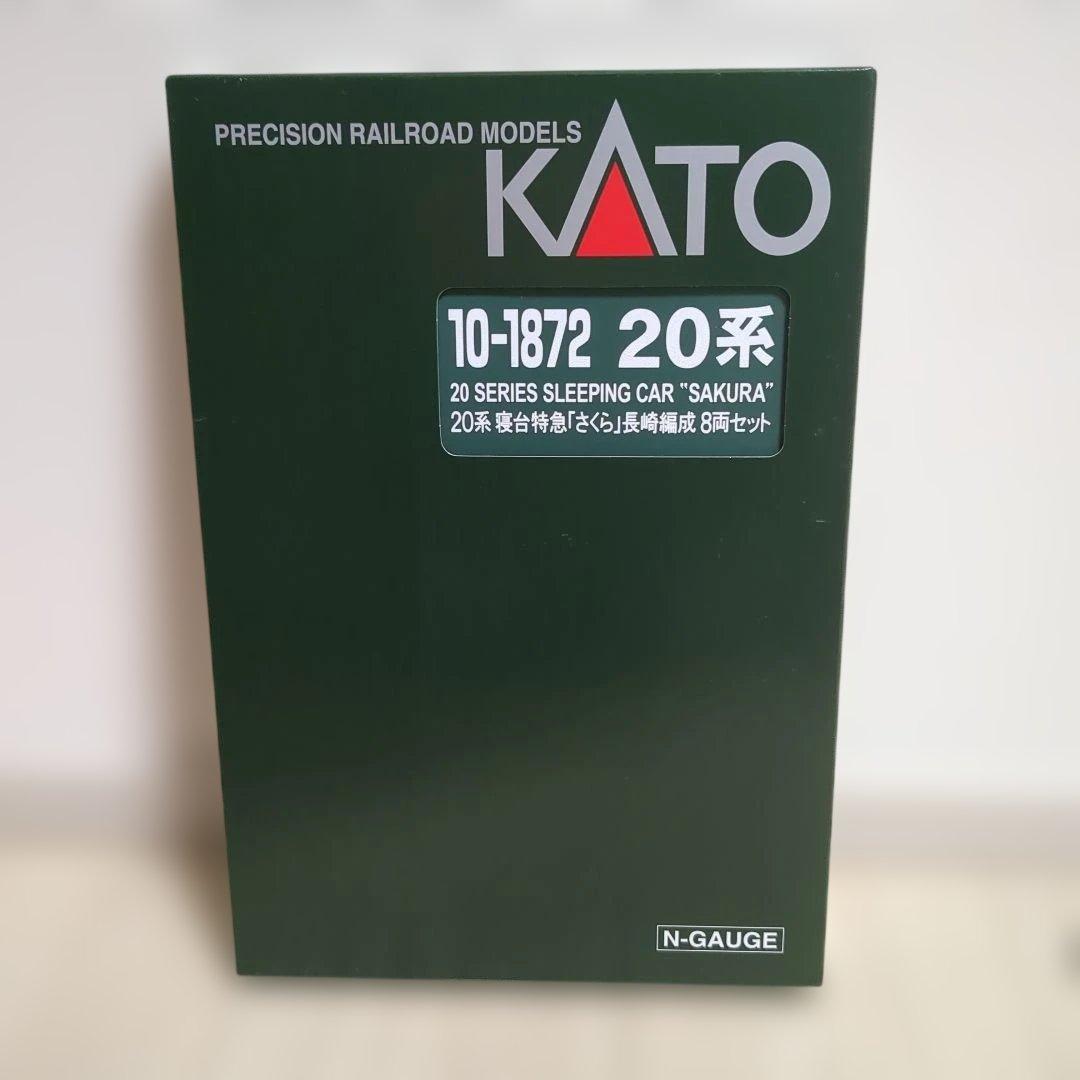 PRECISION RAILROAD MODELS
KATO
10-1872 20系
20 SERIES SLEEPING CAR "SAKURA"
20系 寝台特急「さくら」長崎編成 8両セット
N-GAUGE